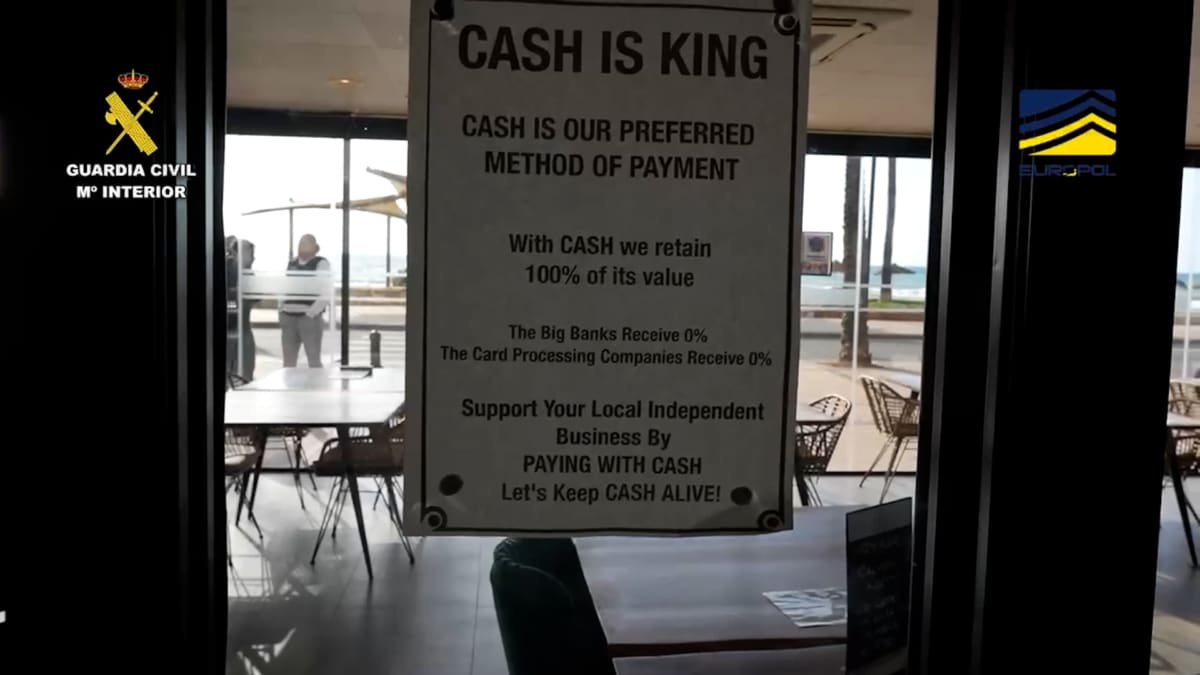 GUARDIA CIVIL
Mº INTERIOR
EUROPOL
CASH IS KING
CASH IS OUR PREFERRED
METHOD OF PAYMENT
With CASH we retain
100% of its value
The Big Banks Receive 0%
The Card Processing Companies Receive 0%
Support Your Local Independent
Business By
PAYING WITH CASH
Let's Keep CASH ALIVE!